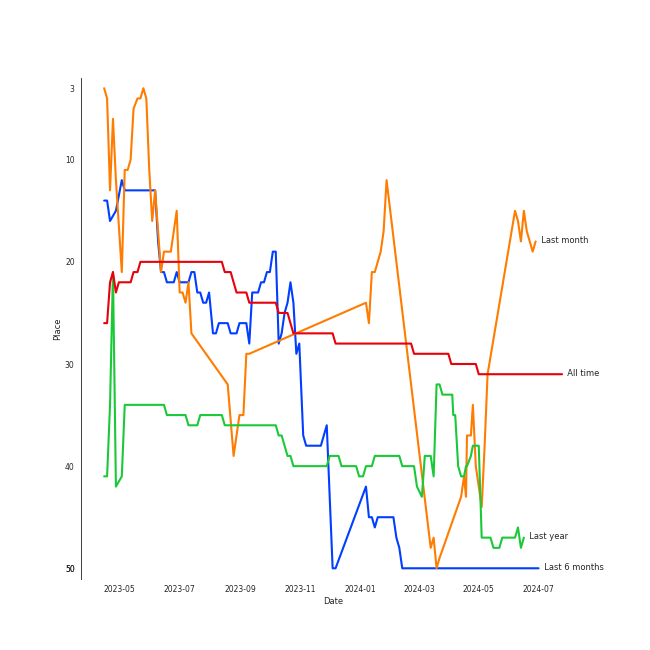 3
10
20
30
40
50
Place
2023-05
2023-07
2023-09
2023-11
2024-01
2024-03
2024-05
2024-07
Date
Last month
All time
Last year
Last 6 months